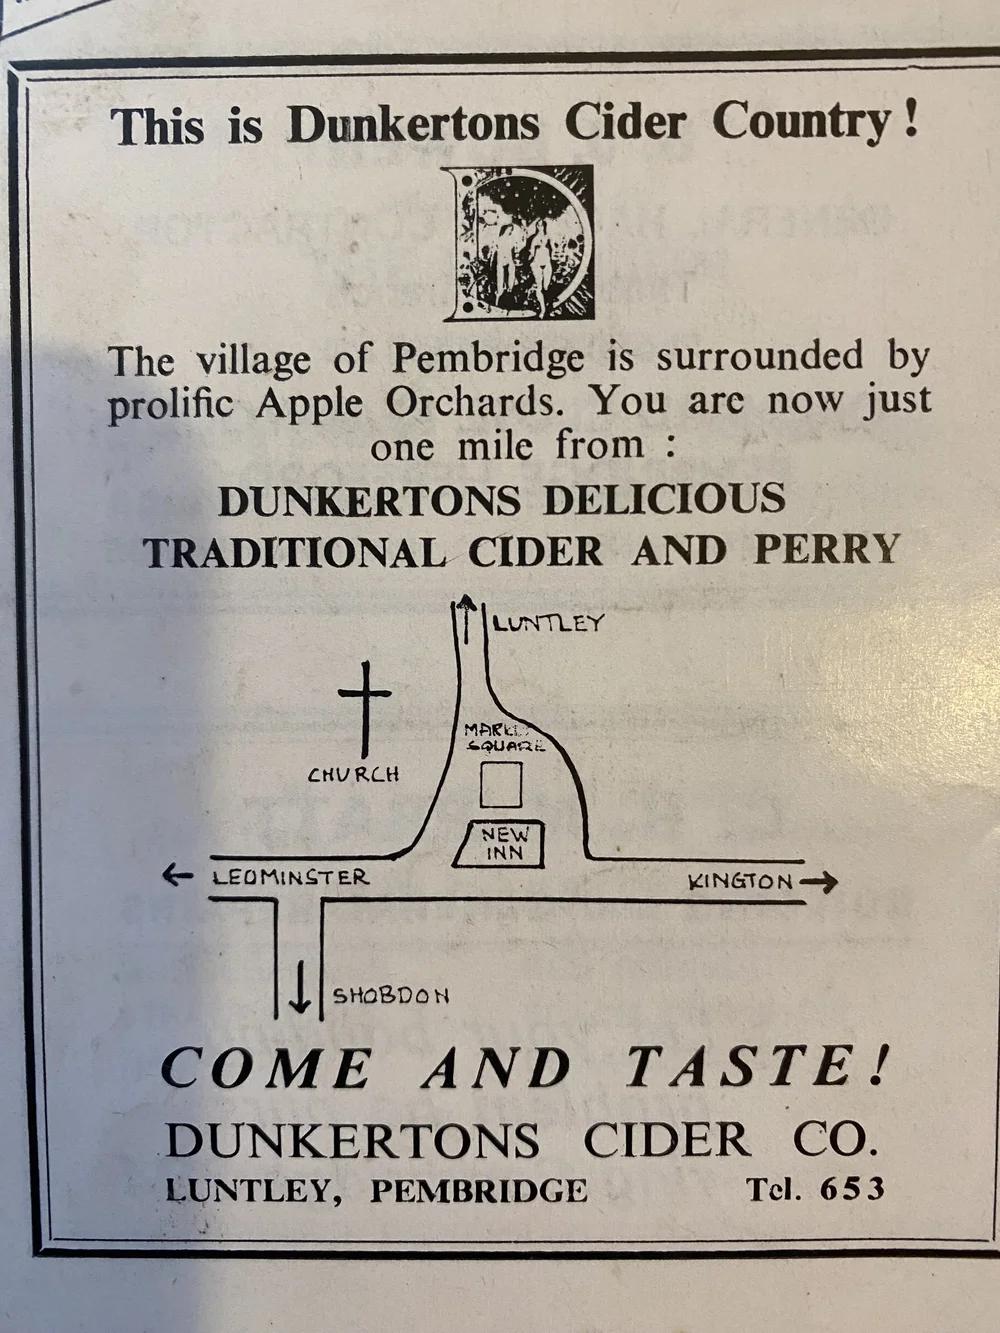 This is Dunkertons Cider Country !
D
The village of Pembridge is surrounded by
prolific Apple Orchards. You are now just
one mile from :
DUNKERTONS DELICIOUS
TRADITIONAL CIDER AND PERRY
LUNTLEY
MARKET
SQUARE
CHURCH
NEW
INN
← LEOMINSTER
KINGTON →
SHOBDON
COME AND TASTE !
DUNKERTONS CIDER CO.
LUNTLEY, PEMBRIDGE Tel. 653